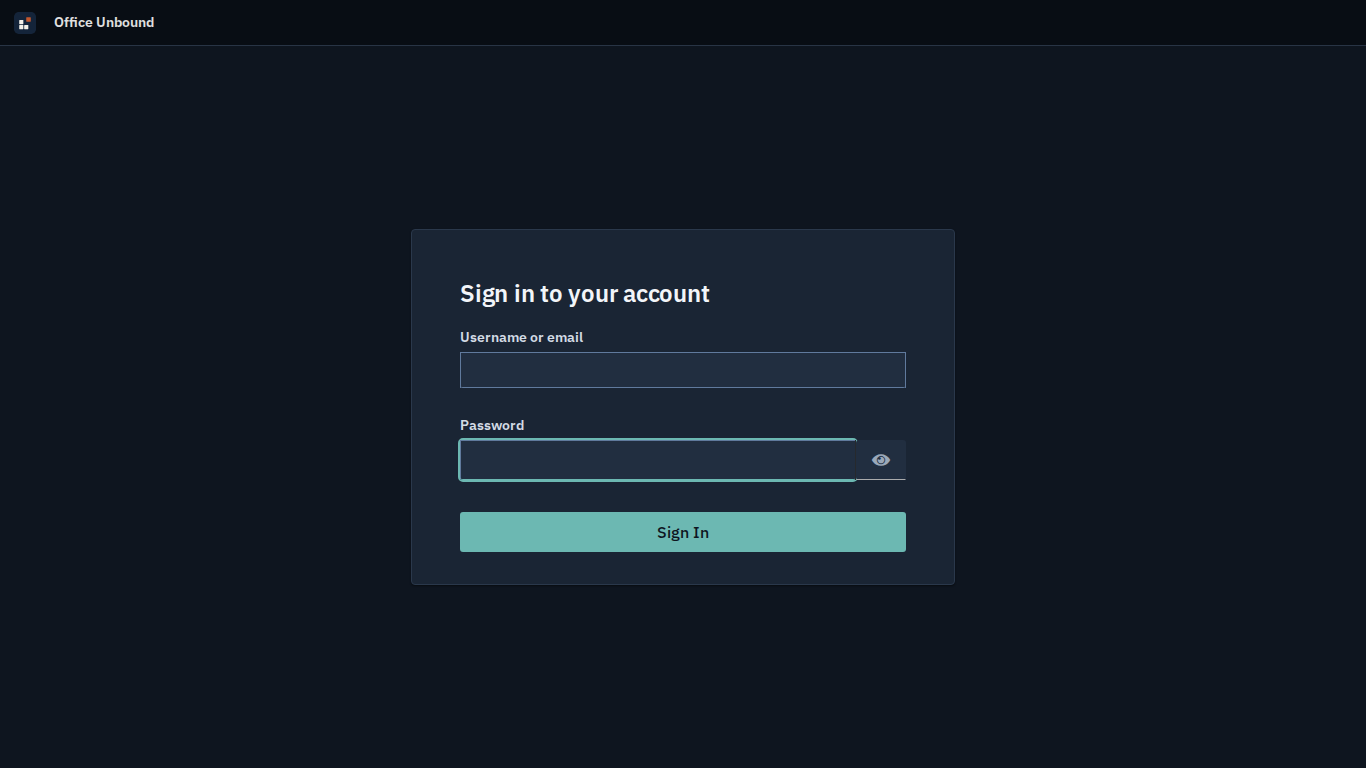 Office Unbound
Sign in to your account
Username or email
Password
Sign In